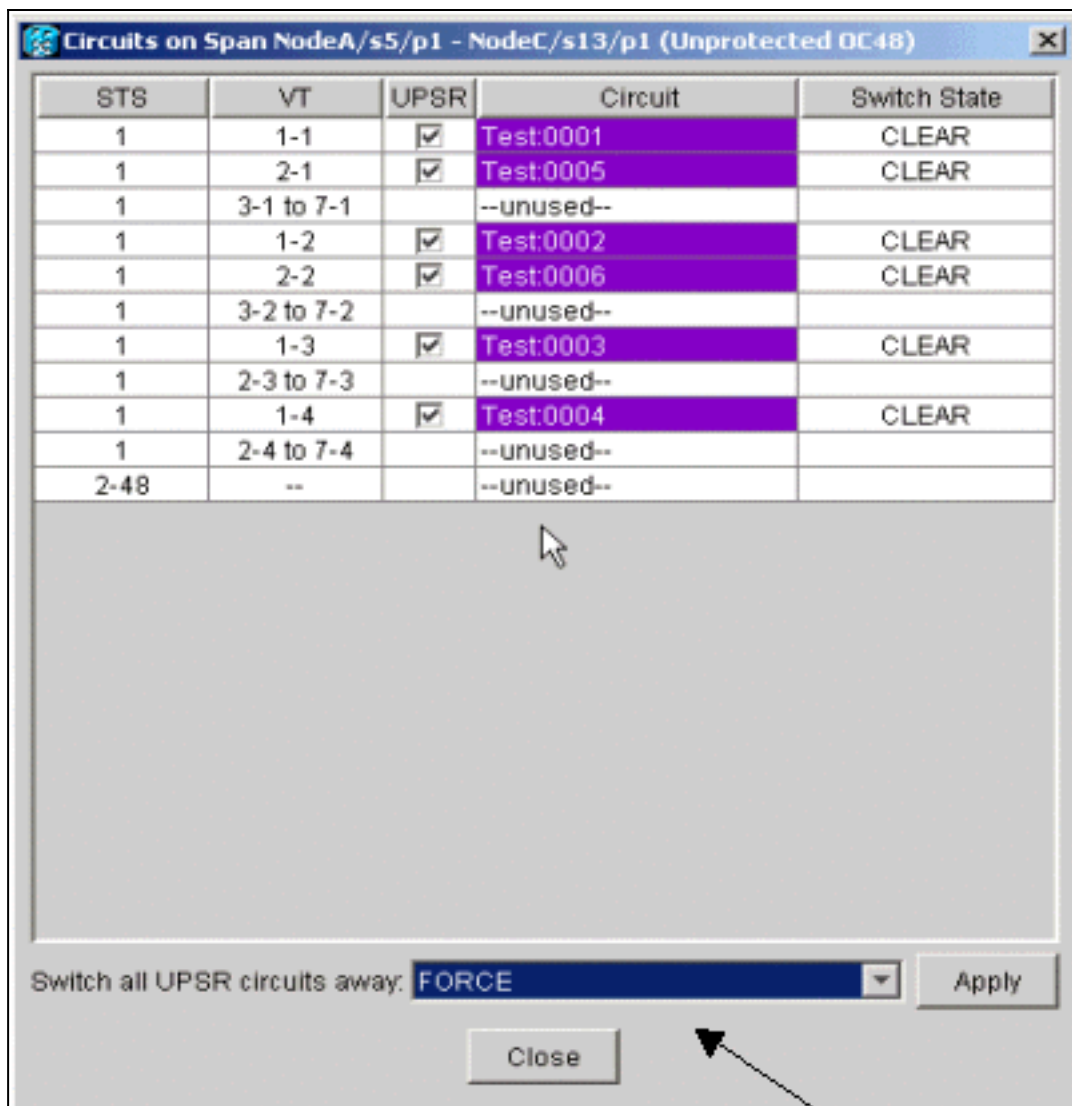 Circuits on Span NodeA/s5/p1 - NodeC/s13/p1 (Unprotected OC48)
STS VT UPSR Circuit Switch State
1 1-1 Test:0001 CLEAR
1 2-1 Test:0005 CLEAR
1 3-1 to 7-1 --unused--
1 1-2 Test:0002 CLEAR
1 2-2 Test:0006 CLEAR
1 3-2 to 7-2 --unused--
1 1-3 Test:0003 CLEAR
1 2-3 to 7-3 --unused--
1 1-4 Test:0004 CLEAR
1 2-4 to 7-4 --unused--
2-48 -- --unused--
Switch all UPSR circuits away: FORCE Apply
Close